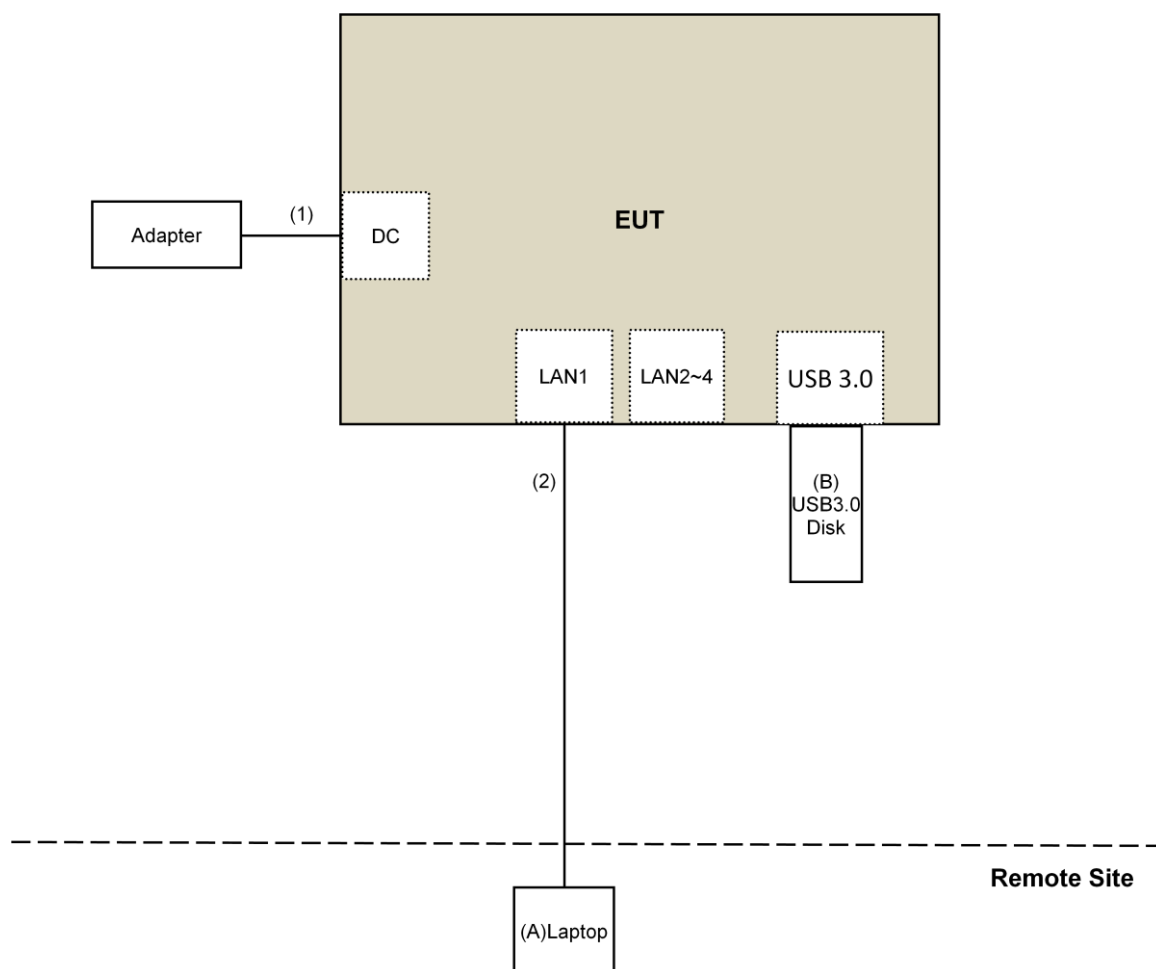 EUT
(1)
Adapter
DC
LAN1
LAN2~4
USB 3.0
(2)
(B)
USB3.0
Disk
Remote Site
(A)Laptop